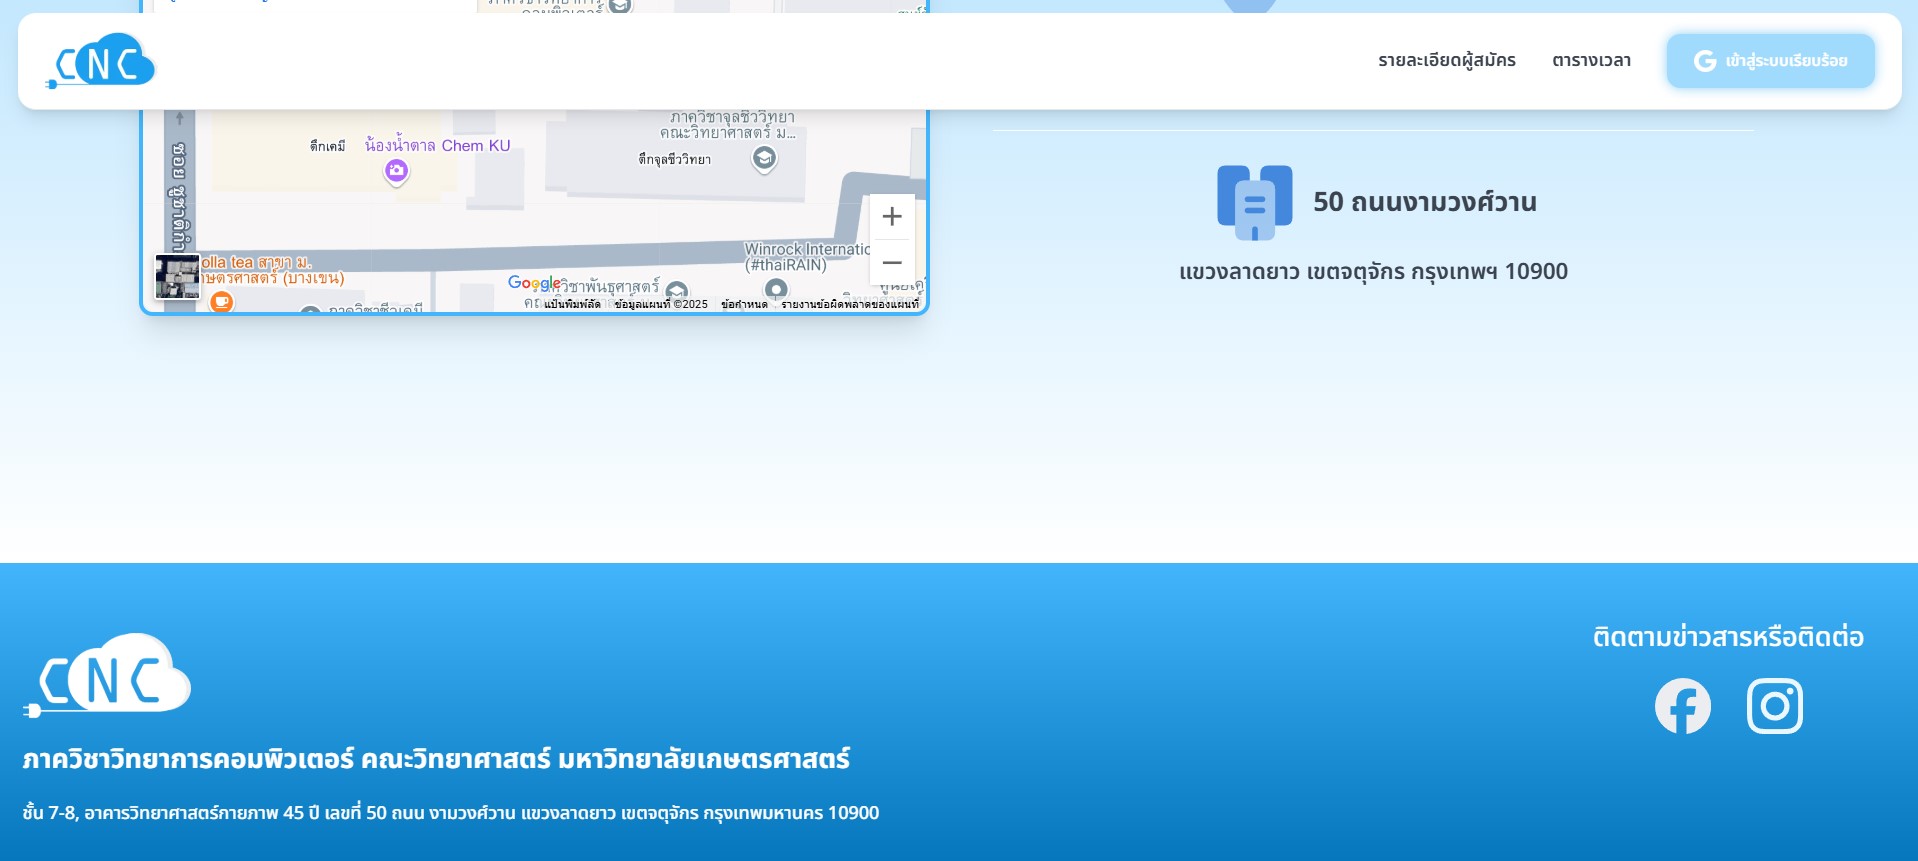 CNC
รายละเอียดผู้สมัคร
ตารางเวลา
เข้าสู่ระบบเรียบร้อย
ภาควิชาจุลชีววิทยา
คณะวิทยาศาสตร์ ม...
ตึกเคมี
น้องน้ำตาล Chem KU
ตึกจุลชีววิทยา
Winrock Internatio
(#thaiRAIN)
olla tea สาขา ม.
ษตรศาสตร์ (บางเขน)
Google
วิชาพันธุศาสตร์
แป้นพิมพ์ลัด
ข้อมูลแผนที่ ©2025
ข้อกำหนด
รายงานข้อผิดพลาดของแผนที่
50 ถนนงามวงศ์วาน
แขวงลาดยาว เขตจตุจักร กรุงเทพฯ 10900
CNC
ภาควิชาวิทยาการคอมพิวเตอร์ คณะวิทยาศาสตร์ มหาวิทยาลัยเกษตรศาสตร์
ชั้น 7-8, อาคารวิทยาศาสตร์กายภาพ 45 ปี เลขที่ 50 ถนน งามวงศ์วาน แขวงลาดยาว เขตจตุจักร กรุงเทพมหานคร 10900
ติดตามข่าวสารหรือติดต่อ